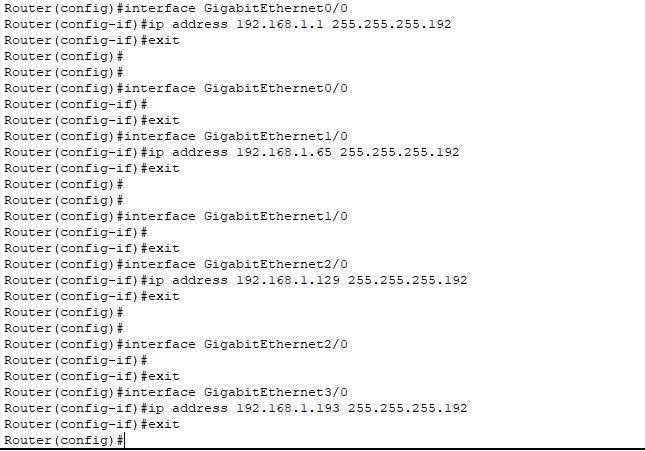 Router(config)#interface GigabitEthernet0/0
Router(config-if)#ip address 192.168.1.1 255.255.255.192
Router(config-if)#exit
Router(config)#
Router(config)#
Router(config)#interface GigabitEthernet0/0
Router(config-if)#
Router(config-if)#exit
Router(config)#interface GigabitEthernet1/0
Router(config-if)#ip address 192.168.1.65 255.255.255.192
Router(config-if)#exit
Router(config)#
Router(config)#
Router(config)#interface GigabitEthernet1/0
Router(config-if)#
Router(config-if)#exit
Router(config)#interface GigabitEthernet2/0
Router(config-if)#ip address 192.168.1.129 255.255.255.192
Router(config-if)#exit
Router(config)#
Router(config)#
Router(config)#interface GigabitEthernet2/0
Router(config-if)#
Router(config-if)#exit
Router(config)#interface GigabitEthernet3/0
Router(config-if)#ip address 192.168.1.193 255.255.255.192
Router(config-if)#exit
Router(config)#